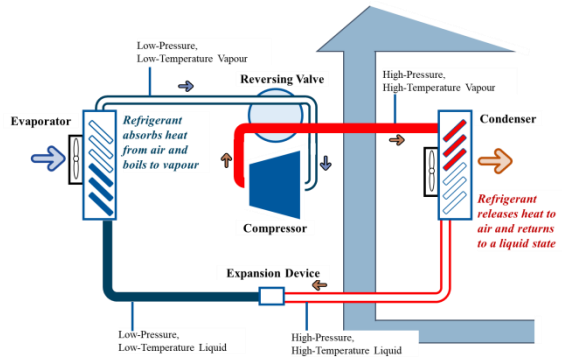 Low-Pressure,
Low-Temperature Vapour
Reversing Valve
High-Pressure,
High-Temperature Vapour
Evaporator
Refrigerant
absorbs heat
from air and
boils to vapour
Condenser
Compressor
Refrigerant
releases heat to
air and returns
to a liquid state
Expansion Device
Low-Pressure,
Low-Temperature Liquid
High-Pressure,
High-Temperature Liquid